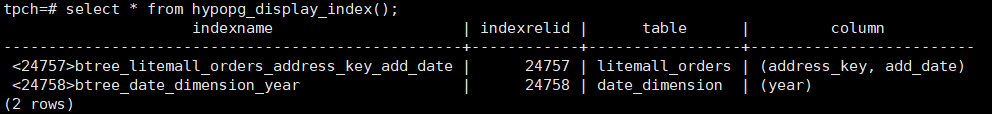 tpch=# select * from hypopg_display_index();
                    indexname                     | indexrelid |      table      |         column
--------------------------------------------------+------------+-----------------+--------------------------
 <24757>btree_litemall_orders_address_key_add_date |      24757 | litemall_orders | (address_key, add_date)
 <24758>btree_date_dimension_year                 |      24758 | date_dimension  | (year)
(2 rows)